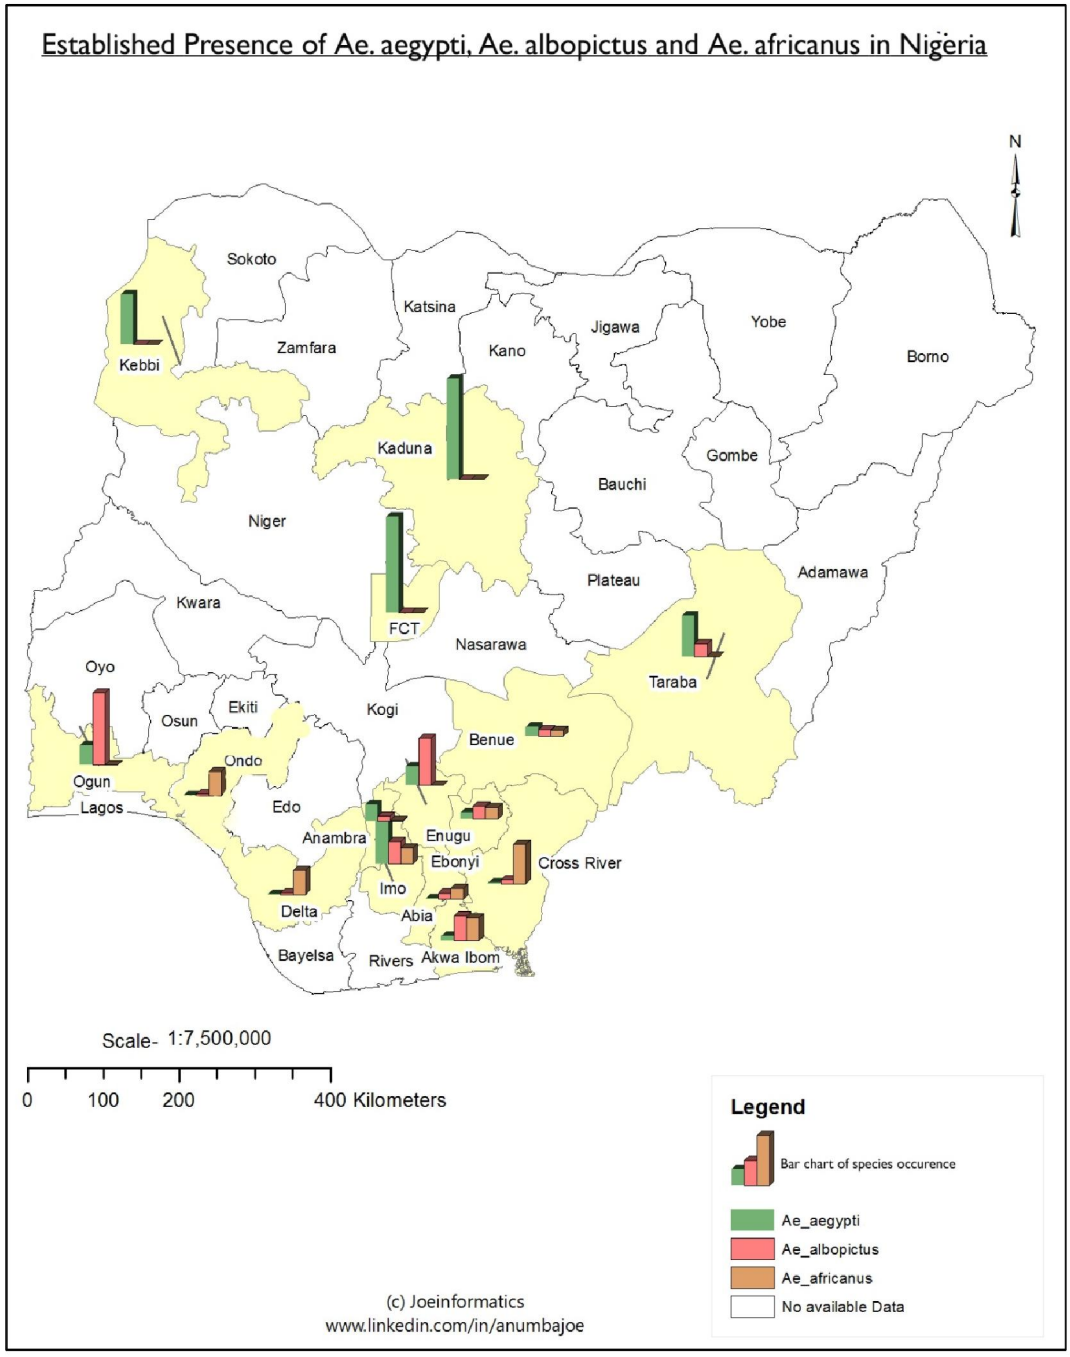 Established Presence of Ae. aegypti, Ae. albopictus and Ae. africanus in Nigeria
N
Sokoto
Katsina
Jigawa
Yobe
Zamfara
Kano
Borno
Kebbi
Kaduna
Gombe
Bauchi
Niger
Adamawa
Plateau
Kwara
FCT
Nasarawa
Oyo
Taraba
Ekiti
Kogi
Osun
Benue
Ondo
Ogun
Lagos
Edo
Anambra
Enugu
Ebonyi
Cross River
Imo
Delta
Abia
Bayelsa
Rivers
Akwa Ibom
Scale- 1:7,500,000
0 100 200 400 Kilometers
Legend
Bar chart of species occurence
Ae_aegypti
Ae_albopictus
Ae_africanus
No available Data
(c) Joeinformatics
www.linkedin.com/in/anumbajoe